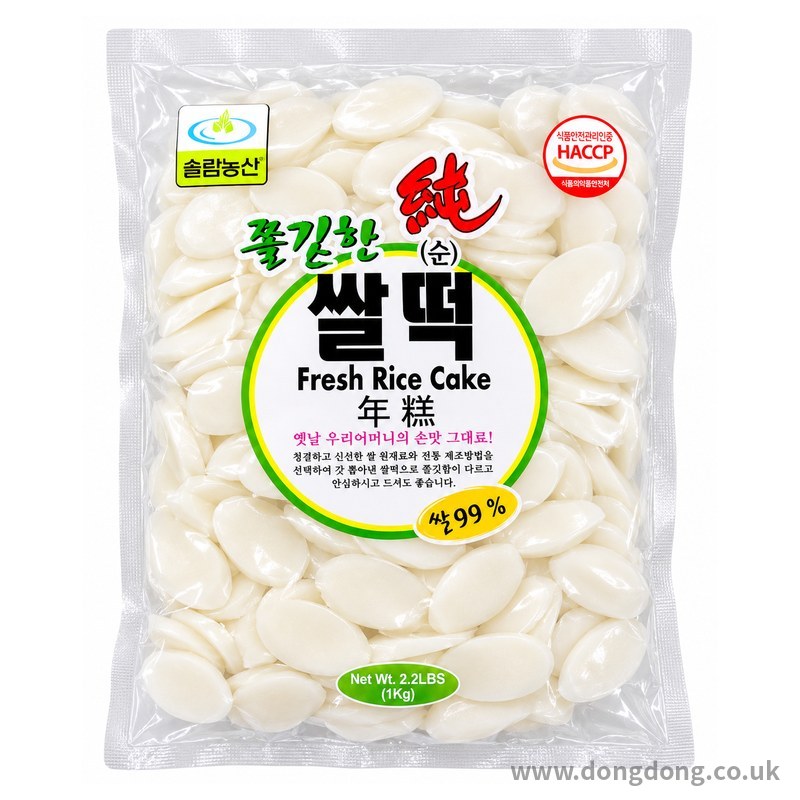 솔람농산®
식품안전관리인증
HACCP
식품의약품안전처
쫄깃한 純
(순)
쌀떡
Fresh Rice Cake
年糕
옛날 우리어머니의 손맛 그대로!
청결하고 신선한 쌀 원재료와 전통 제조방법을
선택하여 갓 뽑아낸 쌀떡으로 쫄깃함이 다르고
안심하시고 드셔도 좋습니다.
쌀 99 %
Net Wt. 2.2LBS
(1Kg)
www.dongdong.co.uk